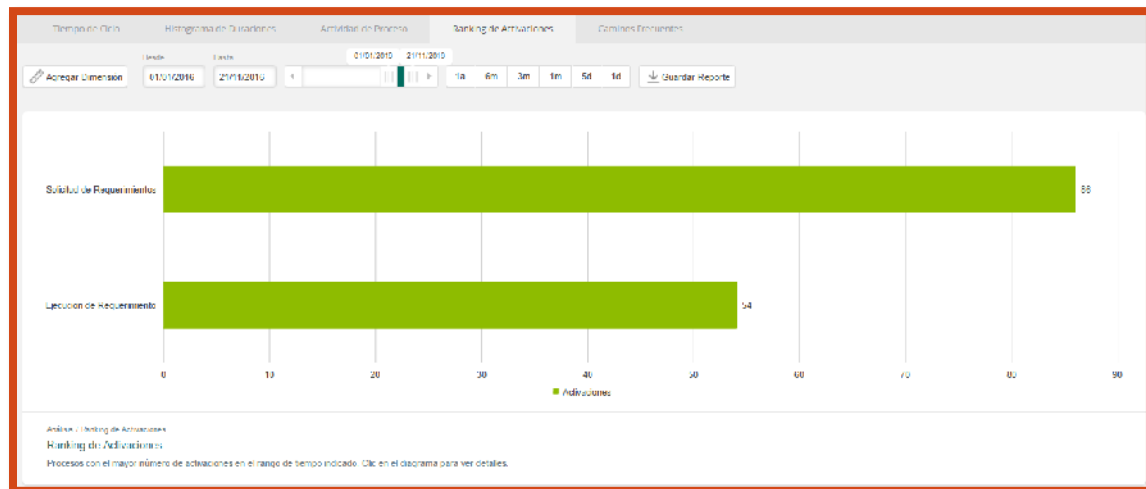 Tiempo de Ciclo Histograma de Duraciones Actividad de Proceso Ranking de Activaciones Caminos Frecuentes
Desde Hasta 01/01/2016 21/11/2016
Agregar Dimensión 01/01/2016 21/11/2016 1a 6m 3m 1m 5d 1d Guardar Reporte
Solicitud de Requerimientos 86
Ejecución de Requerimiento 54
0 10 20 30 40 50 60 70 80 90
Activaciones
Análisis / Ranking de Activaciones
Ranking de Activaciones
Procesos con el mayor número de activaciones en el rango de tiempo indicado. Clic en el diagrama para ver detalles.